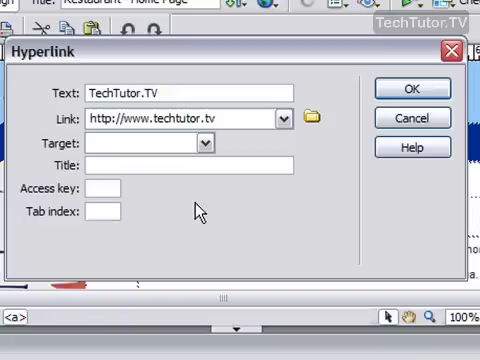 sign
Title: Restaurant - Home Page
TechTutor.TV
Hyperlink
Text: TechTutor.TV
OK
Link: http://www.techtutor.tv
Cancel
Target:
Help
Title:
Access key:
Tab index:
<a>
100%